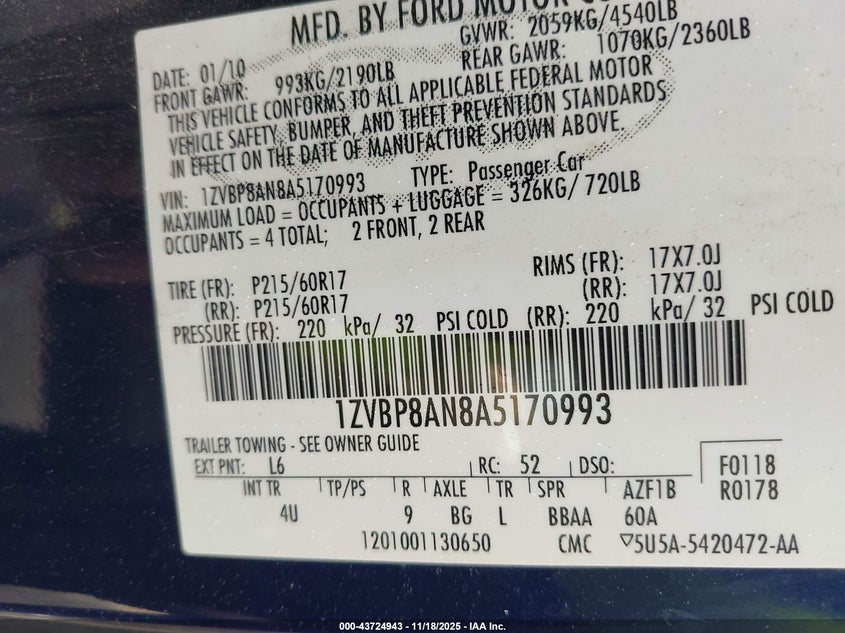 MFD. BY FORD MOTOR CO
DATE: 01/10 GVWR: 2059KG/4540LB
FRONT GAWR: 993KG/2190LB REAR GAWR: 1070KG/2360LB
THIS VEHICLE CONFORMS TO ALL APPLICABLE FEDERAL MOTOR
VEHICLE SAFETY, BUMPER, AND THEFT PREVENTION STANDARDS
IN EFFECT ON THE DATE OF MANUFACTURE SHOWN ABOVE.
VIN: 1ZVBP8AN8A5170993 TYPE: Passenger Car
MAXIMUM LOAD = OCCUPANTS + LUGGAGE = 326KG/ 720LB
OCCUPANTS = 4 TOTAL; 2 FRONT, 2 REAR
TIRE (FR): P215/60R17 RIMS (FR): 17X7.0J
(RR): P215/60R17 (RR): 17X7.0J
PRESSURE (FR): 220 kPa/ 32 PSI COLD (RR): 220 kPa/ 32 PSI COLD
1ZVBP8AN8A5170993
TRAILER TOWING - SEE OWNER GUIDE
EXT PNT: L6 RC: 52 DSO: F0118
INT TR TP/PS R AXLE TR SPR AZF1B R0178
4U 9 BG L BBAA 60A
1201001130650 CMC ▽5U5A-5420472-AA
000-43724943 - 11/18/2025 - IAA Inc.